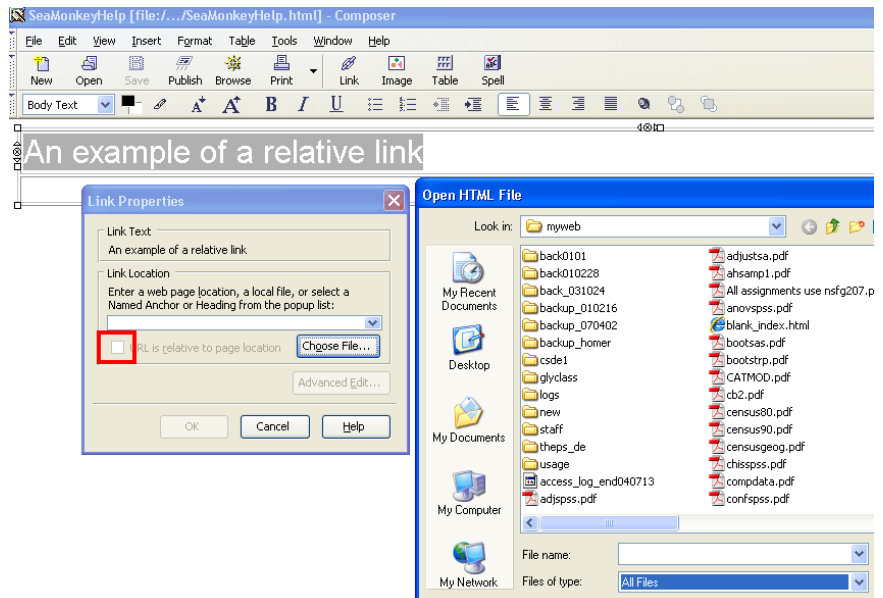 SeaMonkeyHelp [file:/.../SeaMonkeyHelp.html] - Composer
File Edit View Insert Format Table Tools Window Help
New Open Save Publish Browse Print Link Image Table Spell
Body Text A A B I U
An example of a relative link
Link Properties
Link Text
An example of a relative link
Link Location
Enter a web page location, a local file, or select a
Named Anchor or Heading from the popup list:
URL is relative to page location Choose File...
Advanced Edit...
OK Cancel Help
Open HTML File
Look in: myweb
My Recent
Documents
Desktop
My Documents
My Computer
My Network
back0101
back010228
back_031024
backup_010216
backup_070402
backup_homer
csde1
glyclass
logs
new
staff
theps_de
usage
access_log_end040713
adjspss.pdf
adjustsa.pdf
ahsamp1.pdf
All assignments use nsfg207.p
anovspss.pdf
blank_index.html
bootsas.pdf
bootstrp.pdf
CATMOD.pdf
cb2.pdf
census80.pdf
census90.pdf
censusgeog.pdf
chisspss.pdf
compdata.pdf
confspss.pdf
File name:
Files of type: All Files